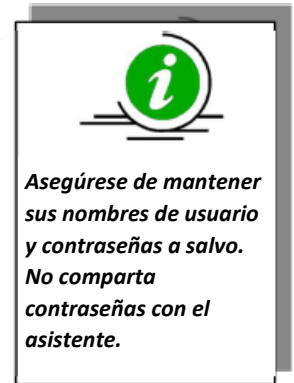 Asegúrese de mantener
sus nombres de usuario
y contraseñas a salvo.
No comparta
contraseñas con el
asistente.